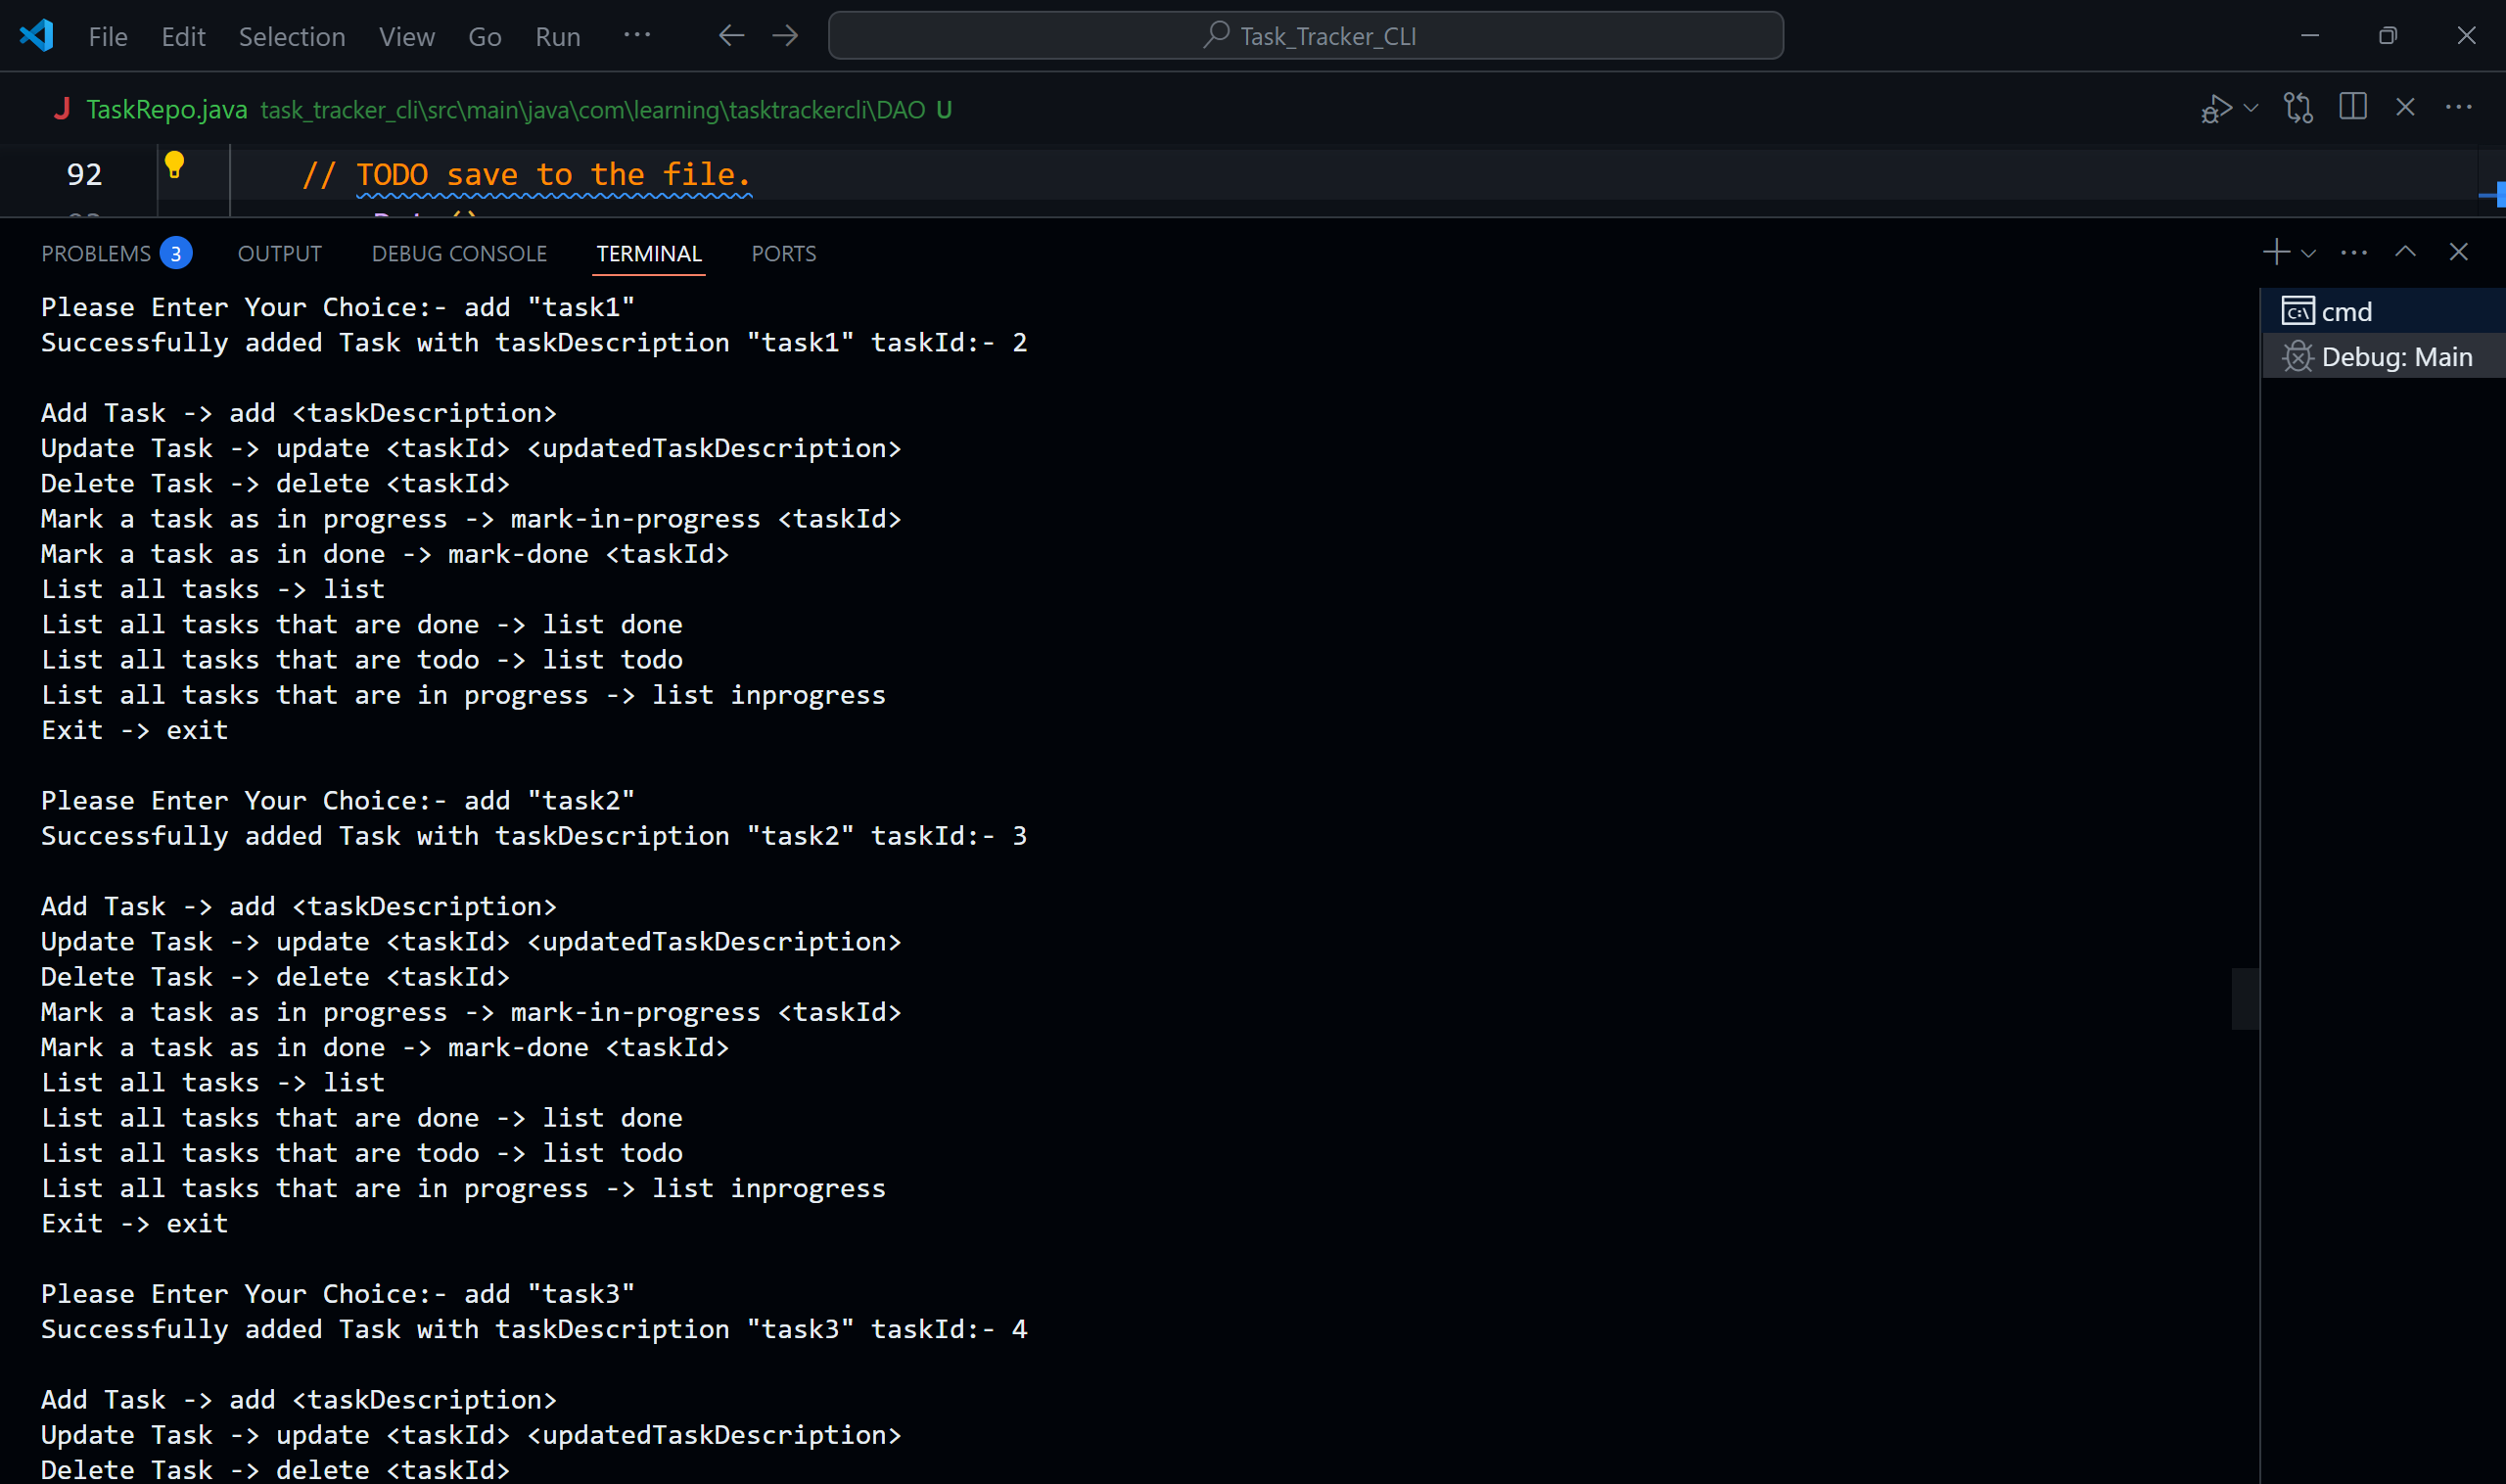 File Edit Selection View Go Run ··· Task_Tracker_CLI
TaskRepo.java task_tracker_cli\src\main\java\com\learning\tasktrackercli\DAO U
92 // TODO save to the file.
PROBLEMS 3 OUTPUT DEBUG CONSOLE TERMINAL PORTS
Please Enter Your Choice:- add "task1"
Successfully added Task with taskDescription "task1" taskId:- 2
Add Task -> add <taskDescription>
Update Task -> update <taskId> <updatedTaskDescription>
Delete Task -> delete <taskId>
Mark a task as in progress -> mark-in-progress <taskId>
Mark a task as in done -> mark-done <taskId>
List all tasks -> list
List all tasks that are done -> list done
List all tasks that are todo -> list todo
List all tasks that are in progress -> list inprogress
Exit -> exit
Please Enter Your Choice:- add "task2"
Successfully added Task with taskDescription "task2" taskId:- 3
Add Task -> add <taskDescription>
Update Task -> update <taskId> <updatedTaskDescription>
Delete Task -> delete <taskId>
Mark a task as in progress -> mark-in-progress <taskId>
Mark a task as in done -> mark-done <taskId>
List all tasks -> list
List all tasks that are done -> list done
List all tasks that are todo -> list todo
List all tasks that are in progress -> list inprogress
Exit -> exit
Please Enter Your Choice:- add "task3"
Successfully added Task with taskDescription "task3" taskId:- 4
Add Task -> add <taskDescription>
Update Task -> update <taskId> <updatedTaskDescription>
Delete Task -> delete <taskId>
cmd
Debug: Main